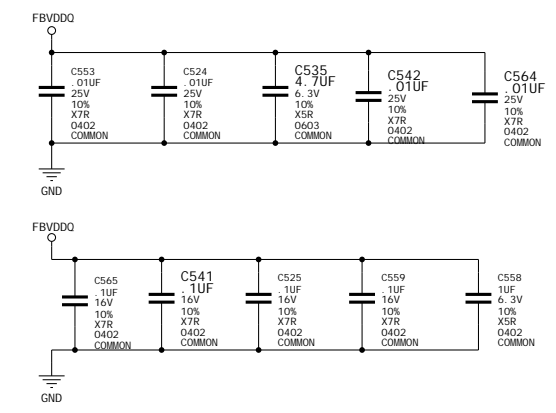 FBVDDQ
C553
.01UF
25V
10%
X7R
0402
COMMON
C524
.01UF
25V
10%
X7R
0402
COMMON
C535
4.7UF
6.3V
10%
X5R
0603
COMMON
C542
.01UF
25V
10%
X7R
0402
COMMON
C564
.01UF
25V
10%
X7R
0402
COMMON
GND
FBVDDQ
C565
.1UF
16V
10%
X7R
0402
COMMON
C541
.1UF
16V
10%
X7R
0402
COMMON
C525
.1UF
16V
10%
X7R
0402
COMMON
C559
.1UF
16V
10%
X7R
0402
COMMON
C558
1UF
6.3V
10%
X5R
0402
COMMON
GND